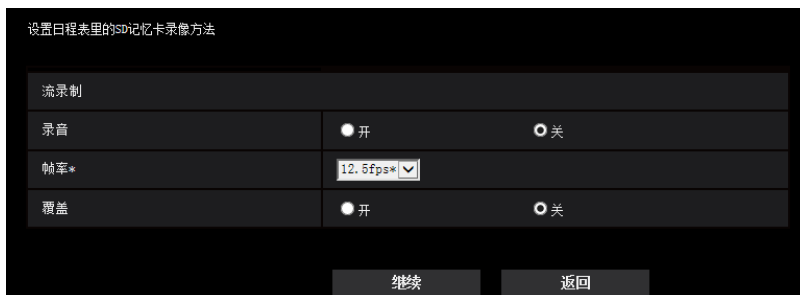 设置日程表里的SD记忆卡录像方法
流录制
录音 开 关
帧率* 12.5fps*
覆盖 开 关
继续 返回